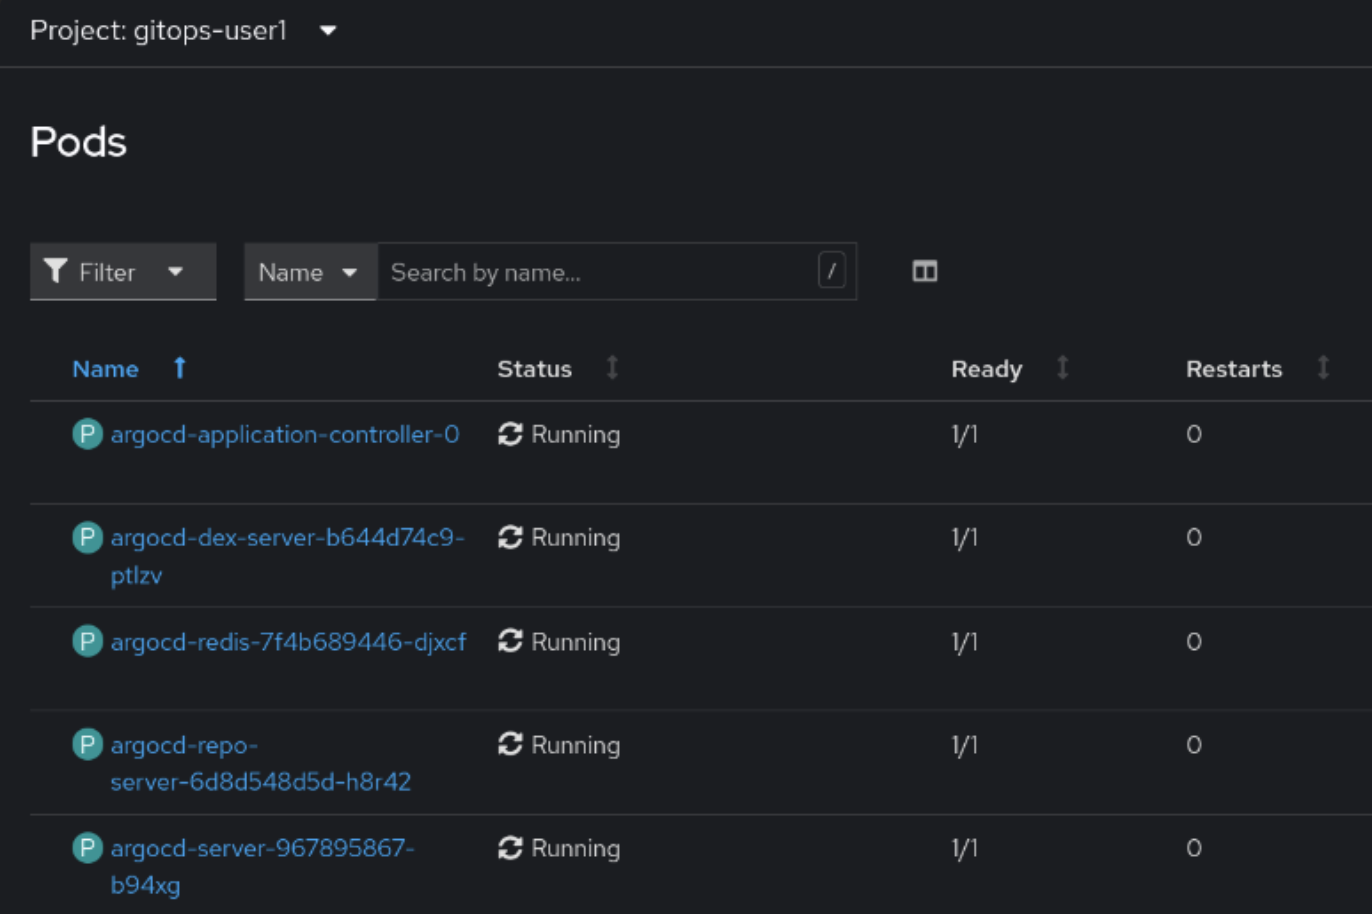 Project: gitops-user1
Pods
Filter Name Search by name... /
Name Status Ready Restarts
P argocd-application-controller-0 Running 1/1 0
P argocd-dex-server-b644d74c9- Running 1/1 0
ptlzv
P argocd-redis-7f4b689446-djxcf Running 1/1 0
P argocd-repo- Running 1/1 0
server-6d8d548d5d-h8r42
P argocd-server-967895867- Running 1/1 0
b94xg